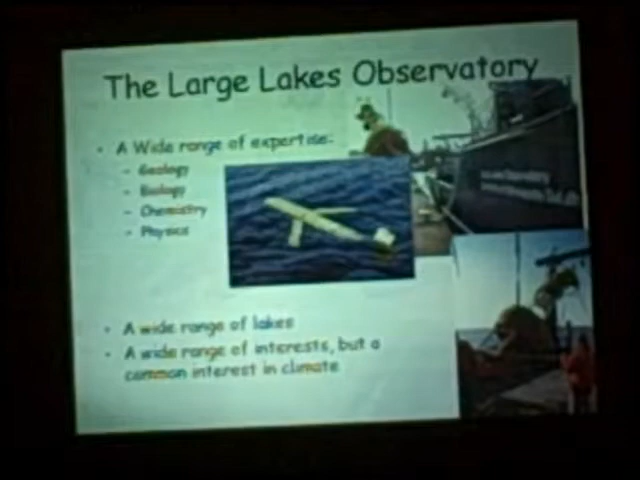 The Large Lakes Observatory
• A Wide range of expertise:
– Geology
– Biology
– Chemistry
– Physics
• A wide range of lakes
• A wide range of interests, but a
common interest in climate